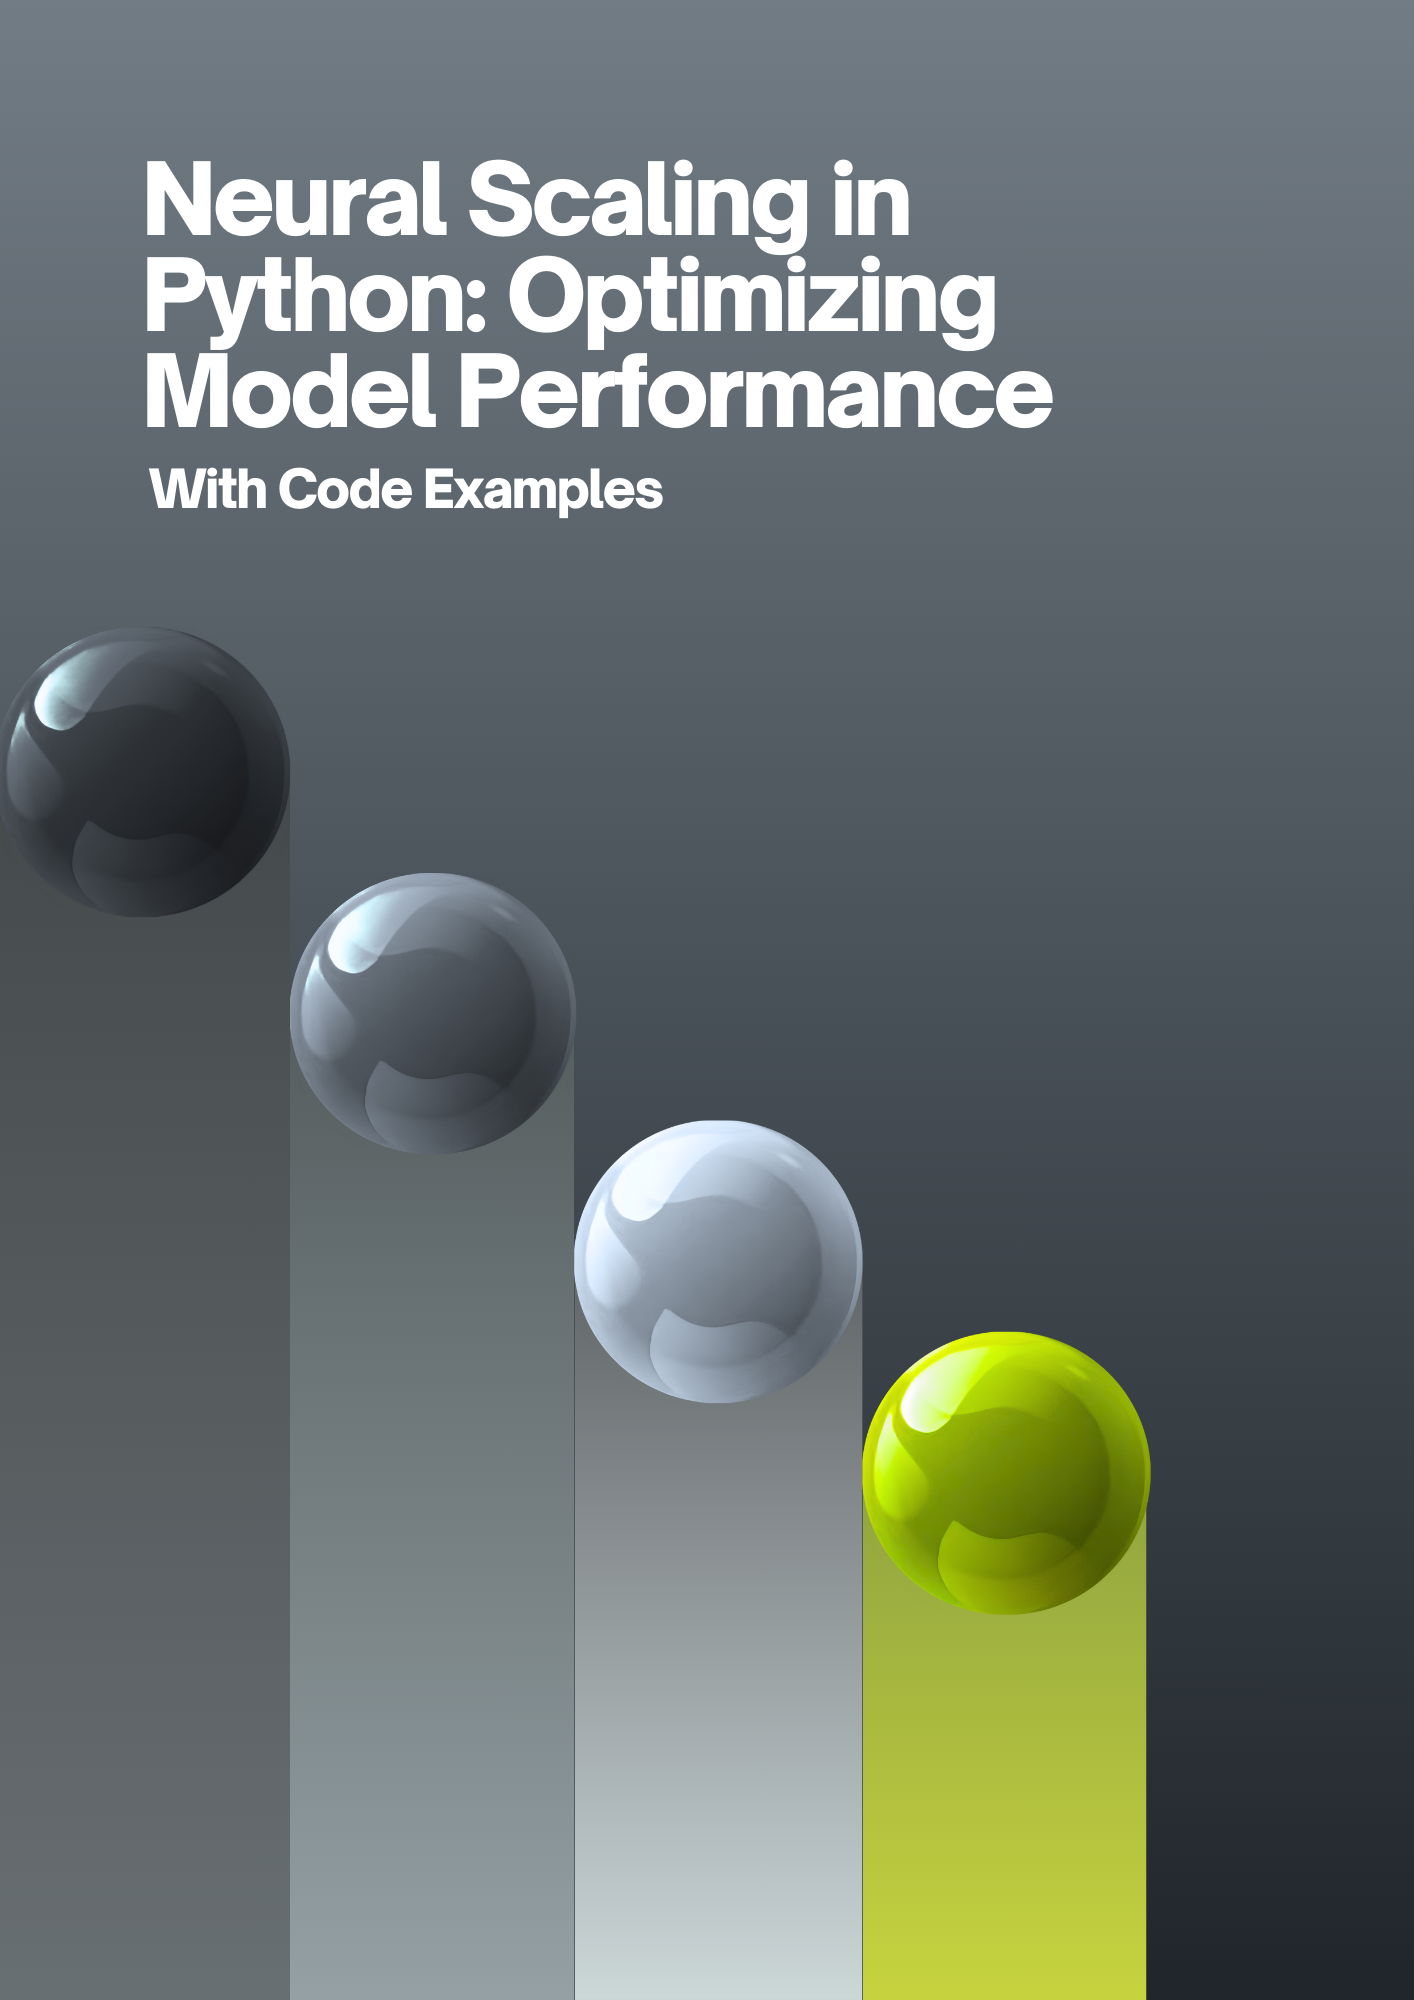 Neural Scaling in
Python: Optimizing
Model Performance
With Code Examples